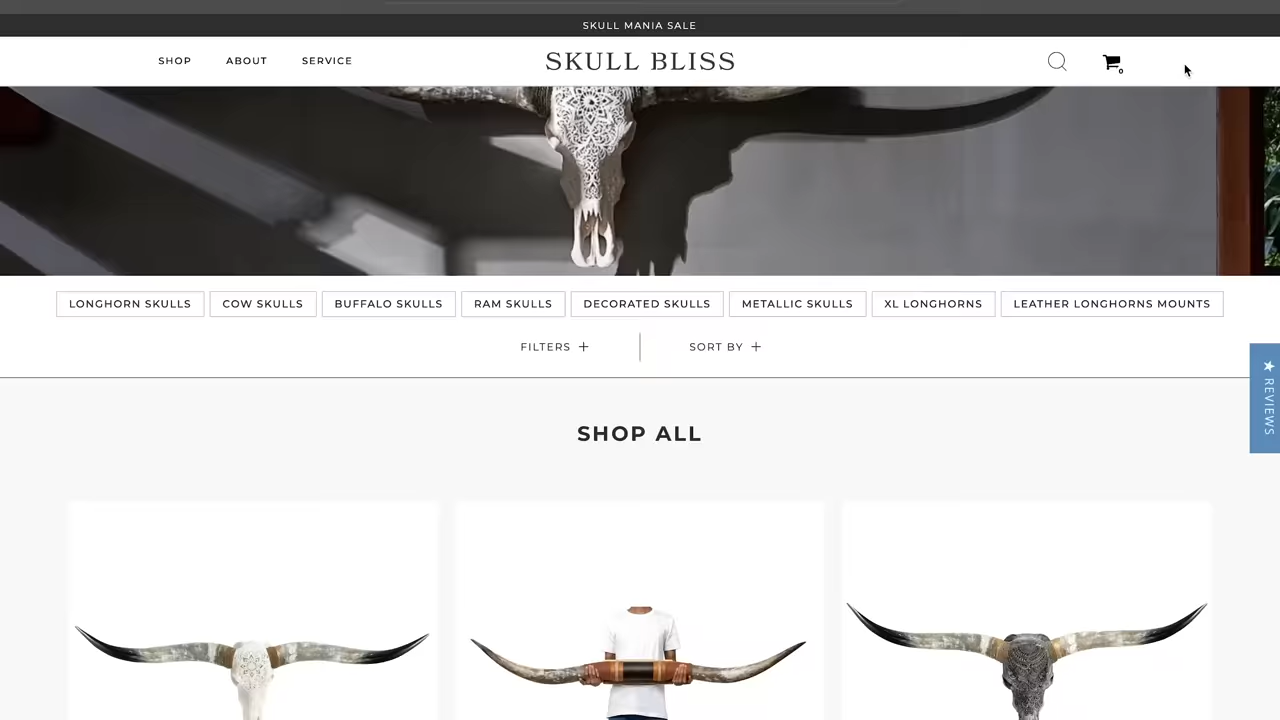 SKULL MANIA SALE
SHOP ABOUT SERVICE SKULL BLISS 0
LONGHORN SKULLS COW SKULLS BUFFALO SKULLS RAM SKULLS DECORATED SKULLS METALLIC SKULLS XL LONGHORNS LEATHER LONGHORNS MOUNTS
FILTERS + SORT BY +
★ REVIEWS
SHOP ALL